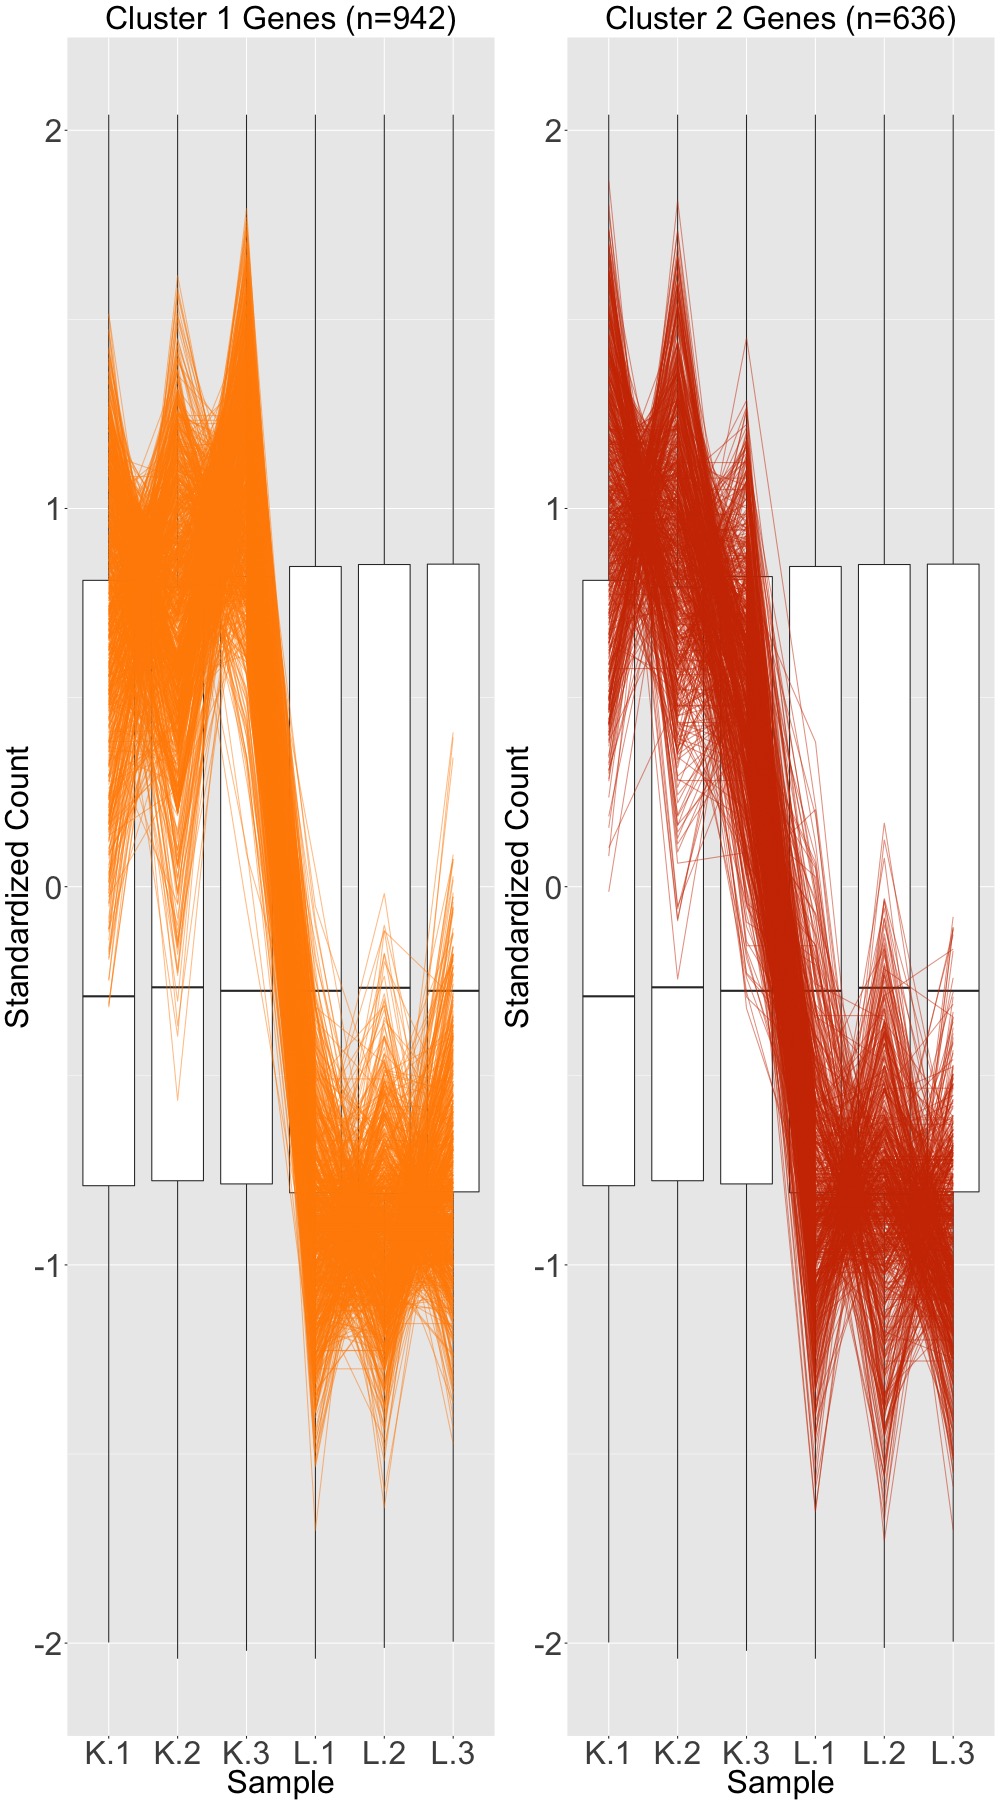 Cluster 1 Genes (n=942)
Standardized Count
2
1
0
-1
-2
K.1 K.2 K.3 L.1 L.2 L.3
Sample
Cluster 2 Genes (n=636)
Standardized Count
2
1
0
-1
-2
K.1 K.2 K.3 L.1 L.2 L.3
Sample